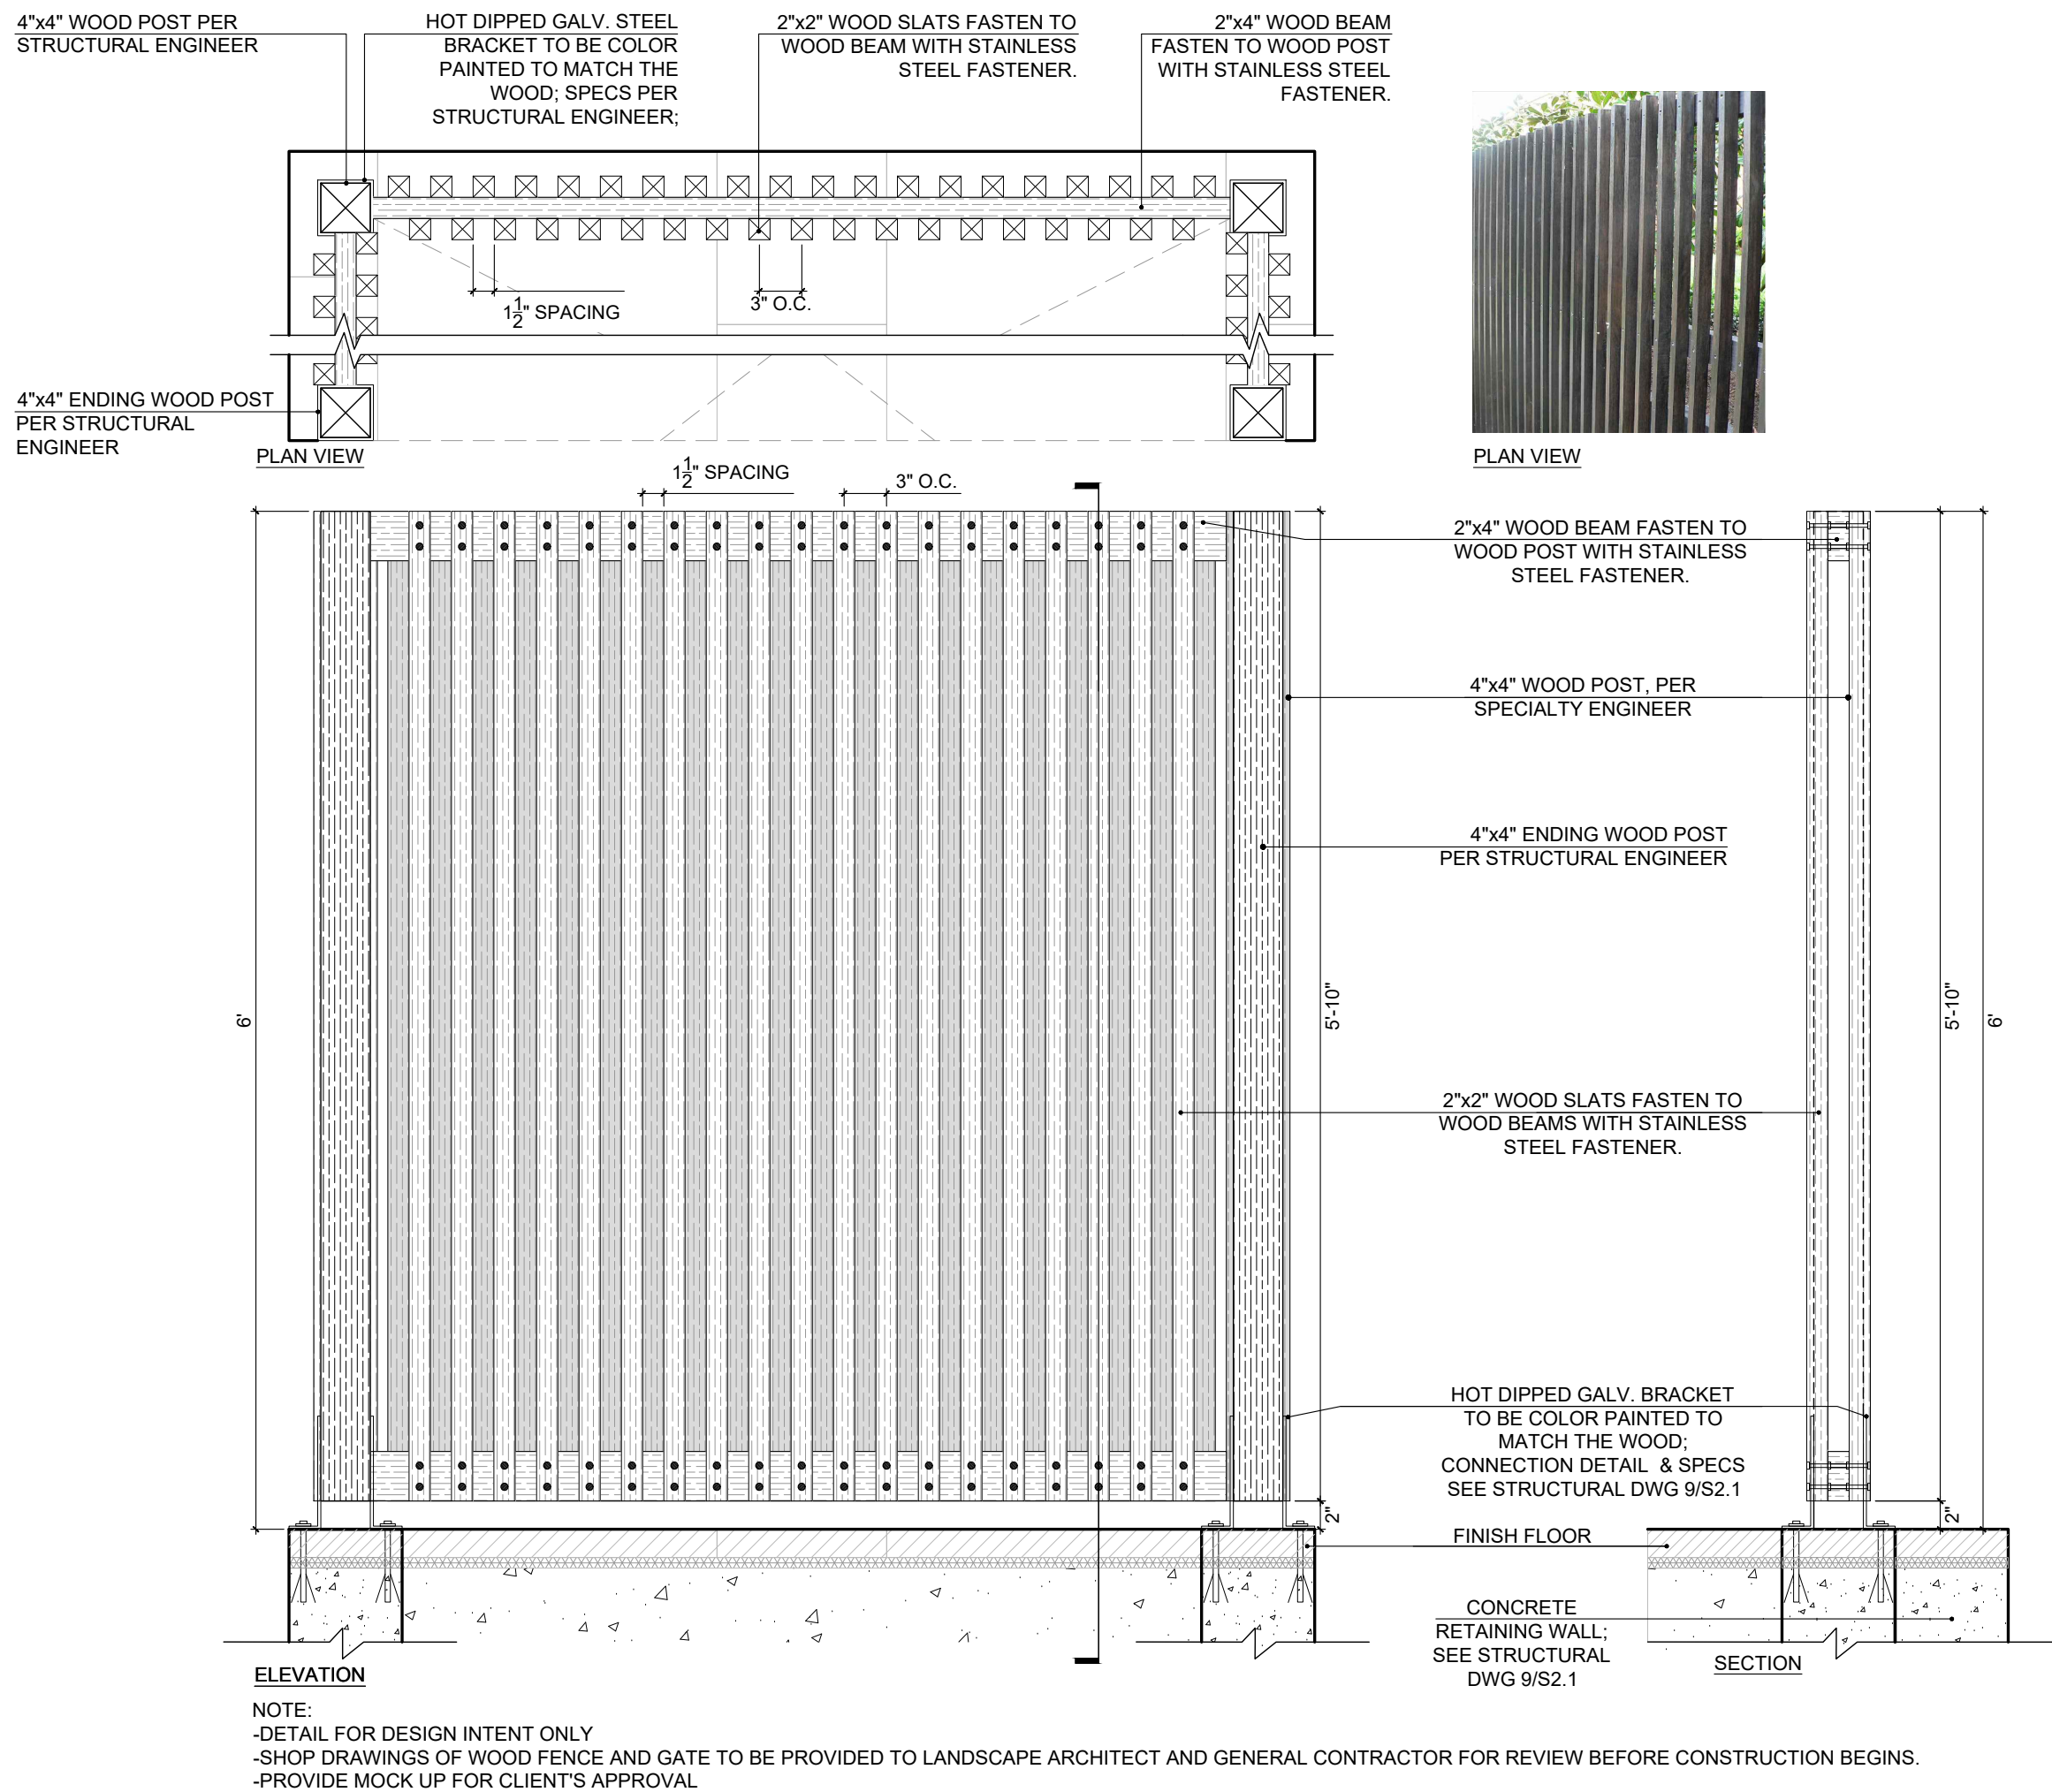 4"x4" WOOD POST PER
STRUCTURAL ENGINEER
HOT DIPPED GALV. STEEL
BRACKET TO BE COLOR
PAINTED TO MATCH THE
WOOD; SPECS PER
STRUCTURAL ENGINEER;
2"x2" WOOD SLATS FASTEN TO
WOOD BEAM WITH STAINLESS
STEEL FASTENER.
2"x4" WOOD BEAM
FASTEN TO WOOD POST
WITH STAINLESS STEEL
FASTENER.
1 1/2" SPACING
3" O.C.
4"x4" ENDING WOOD POST
PER STRUCTURAL
ENGINEER
PLAN VIEW
PLAN VIEW
1 1/2" SPACING
3" O.C.
2"x4" WOOD BEAM FASTEN TO
WOOD POST WITH STAINLESS
STEEL FASTENER.
4"x4" WOOD POST, PER
SPECIALTY ENGINEER
4"x4" ENDING WOOD POST
PER STRUCTURAL ENGINEER
6'
5'-10"
5'-10"
6'
2"x2" WOOD SLATS FASTEN TO
WOOD BEAMS WITH STAINLESS
STEEL FASTENER.
HOT DIPPED GALV. BRACKET
TO BE COLOR PAINTED TO
MATCH THE WOOD;
CONNECTION DETAIL & SPECS
SEE STRUCTURAL DWG 9/S2.1
2"
2"
FINISH FLOOR
CONCRETE
RETAINING WALL;
SEE STRUCTURAL
DWG 9/S2.1
ELEVATION
SECTION
NOTE:
-DETAIL FOR DESIGN INTENT ONLY
-SHOP DRAWINGS OF WOOD FENCE AND GATE TO BE PROVIDED TO LANDSCAPE ARCHITECT AND GENERAL CONTRACTOR FOR REVIEW BEFORE CONSTRUCTION BEGINS.
-PROVIDE MOCK UP FOR CLIENT'S APPROVAL